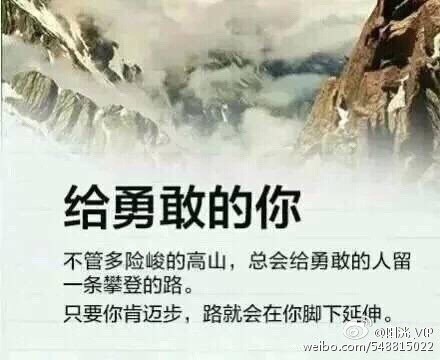 给勇敢的你
不管多险峻的高山，总会给勇敢的人留
一条攀登的路。
只要你肯迈步，路就会在你脚下延伸。
weibo.com/548815022